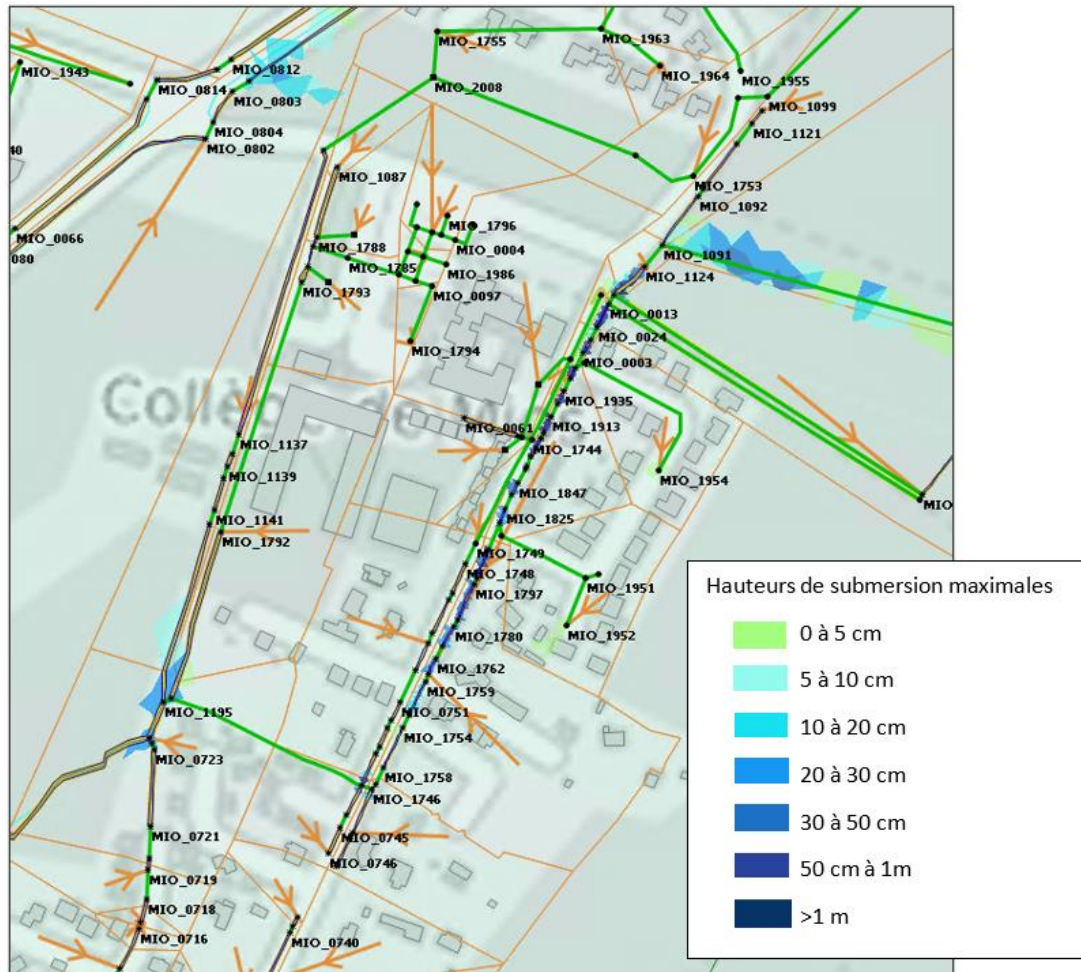 MIO_1755
MIO_1963
MIO_1943
MIO_0812
MIO_1964
MIO_0814
MIO_2008
MIO_1955
MIO_0803
MIO_1099
MIO_0804
MIO_1121
MIO_0802
40
MIO_1087
MIO_1753
MIO_1092
MIO_1796
MIO_0066
MIO_1788
MIO_0004
080
MIO_1091
MIO_1785
MIO_1986
MIO_1124
MIO_1793
MIO_0097
MIO_0013
MIO_0024
MIO_1794
MIO_0003
Collège de Mios
MIO_1935
MIO_0061
MIO_1913
MIO_1137
MIO_1744
MIO_1139
MIO_1954
MIO_1847
MIO
MIO_1141
MIO_1825
MIO_1792
MIO_1749
MIO_1748
MIO_1951
MIO_1797
MIO_1952
MIO_1780
MIO_1762
MIO_1759
MIO_1195
MIO_0751
MIO_1754
MIO_0723
MIO_1758
MIO_1746
MIO_0721
MIO_0745
MIO_0746
MIO_0719
MIO_0718
MIO_0716
MIO_0740
Hauteurs de submersion maximales
0 à 5 cm
5 à 10 cm
10 à 20 cm
20 à 30 cm
30 à 50 cm
50 cm à 1m
>1 m